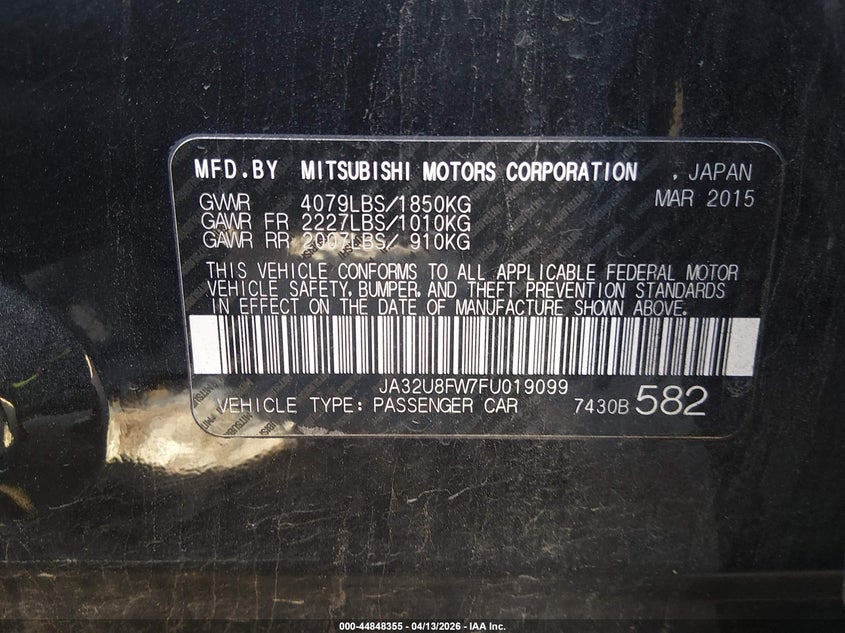 MFD.BY MITSUBISHI MOTORS CORPORATION , JAPAN
MAR 2015
GVWR 4079LBS/1850KG
GAWR FR 2227LBS/1010KG
GAWR RR 2007LBS/ 910KG
THIS VEHICLE CONFORMS TO ALL APPLICABLE FEDERAL MOTOR
VEHICLE SAFETY, BUMPER, AND THEFT PREVENTION STANDARDS
IN EFFECT ON THE DATE OF MANUFACTURE SHOWN ABOVE.
JA32U8FW7FU019099
VEHICLE TYPE: PASSENGER CAR 7430B 582
000-44848355 - 04/13/2026 - IAA Inc.